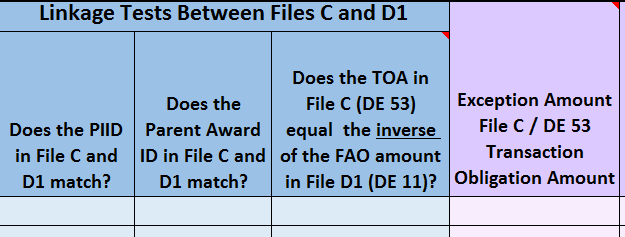 Linkage Tests Between Files C and D1
Does the PIID
in File C and
D1 match?
Does the
Parent Award
ID in File C and
D1 match?
Does the TOA in
File C (DE 53)
equal the inverse
of the FAO amount
in File D1 (DE 11)?
Exception Amount
File C / DE 53
Transaction
Obligation Amount